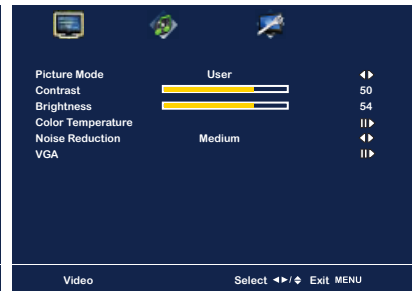 Picture Mode User
Contrast 50
Brightness 54
Color Temperature
Noise Reduction Medium
VGA
Video Select ◄►/♦ Exit MENU